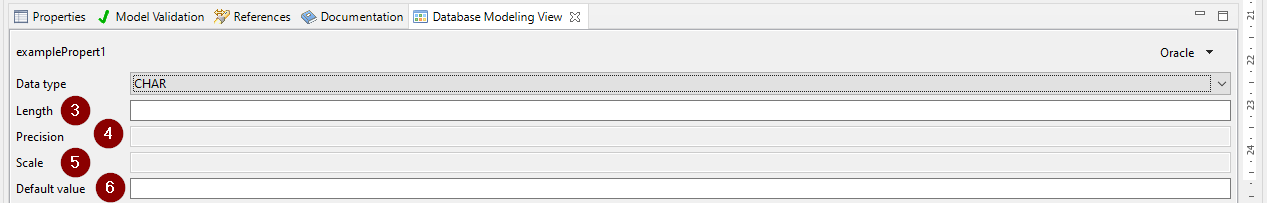 Properties Model Validation References Documentation Database Modeling View
examplePropert1 Oracle
Data type CHAR
Length 3
Precision 4
Scale 5
Default value 6
21
22
23
24